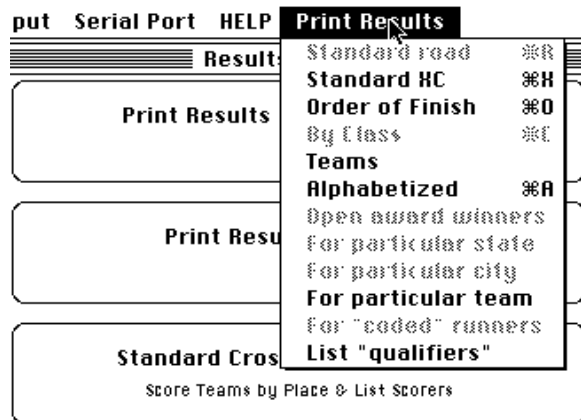 put Serial Port HELP Print Results
Result
Standard road ⌘R
Standard XC ⌘X
Order of Finish ⌘O
By Class ⌘C
Teams
Alphabetized ⌘A
Open award winners
For particular state
For particular city
For particular team
For "coded" runners
List "qualifiers"
Print Results
Print Resu
Standard Cros
Score Teams by Place & List Scorers